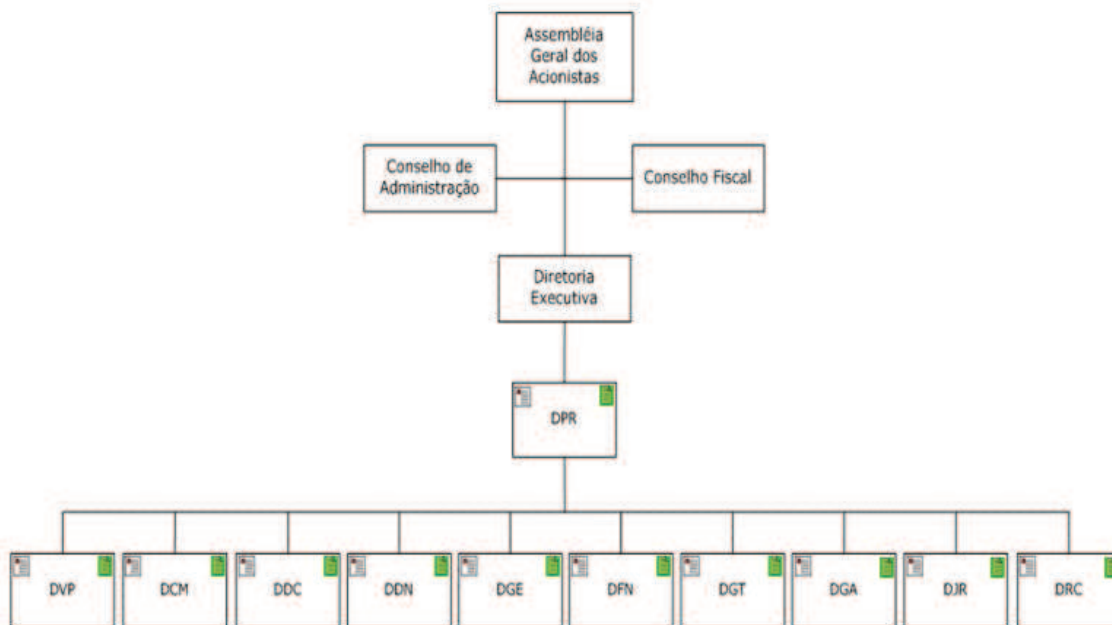 Assembléia
Geral dos
Acionistas
Conselho de
Administração
Conselho Fiscal
Diretoria
Executiva
DPR
DVP
DCM
DDC
DDN
DGE
DFN
DGT
DGA
DJR
DRC